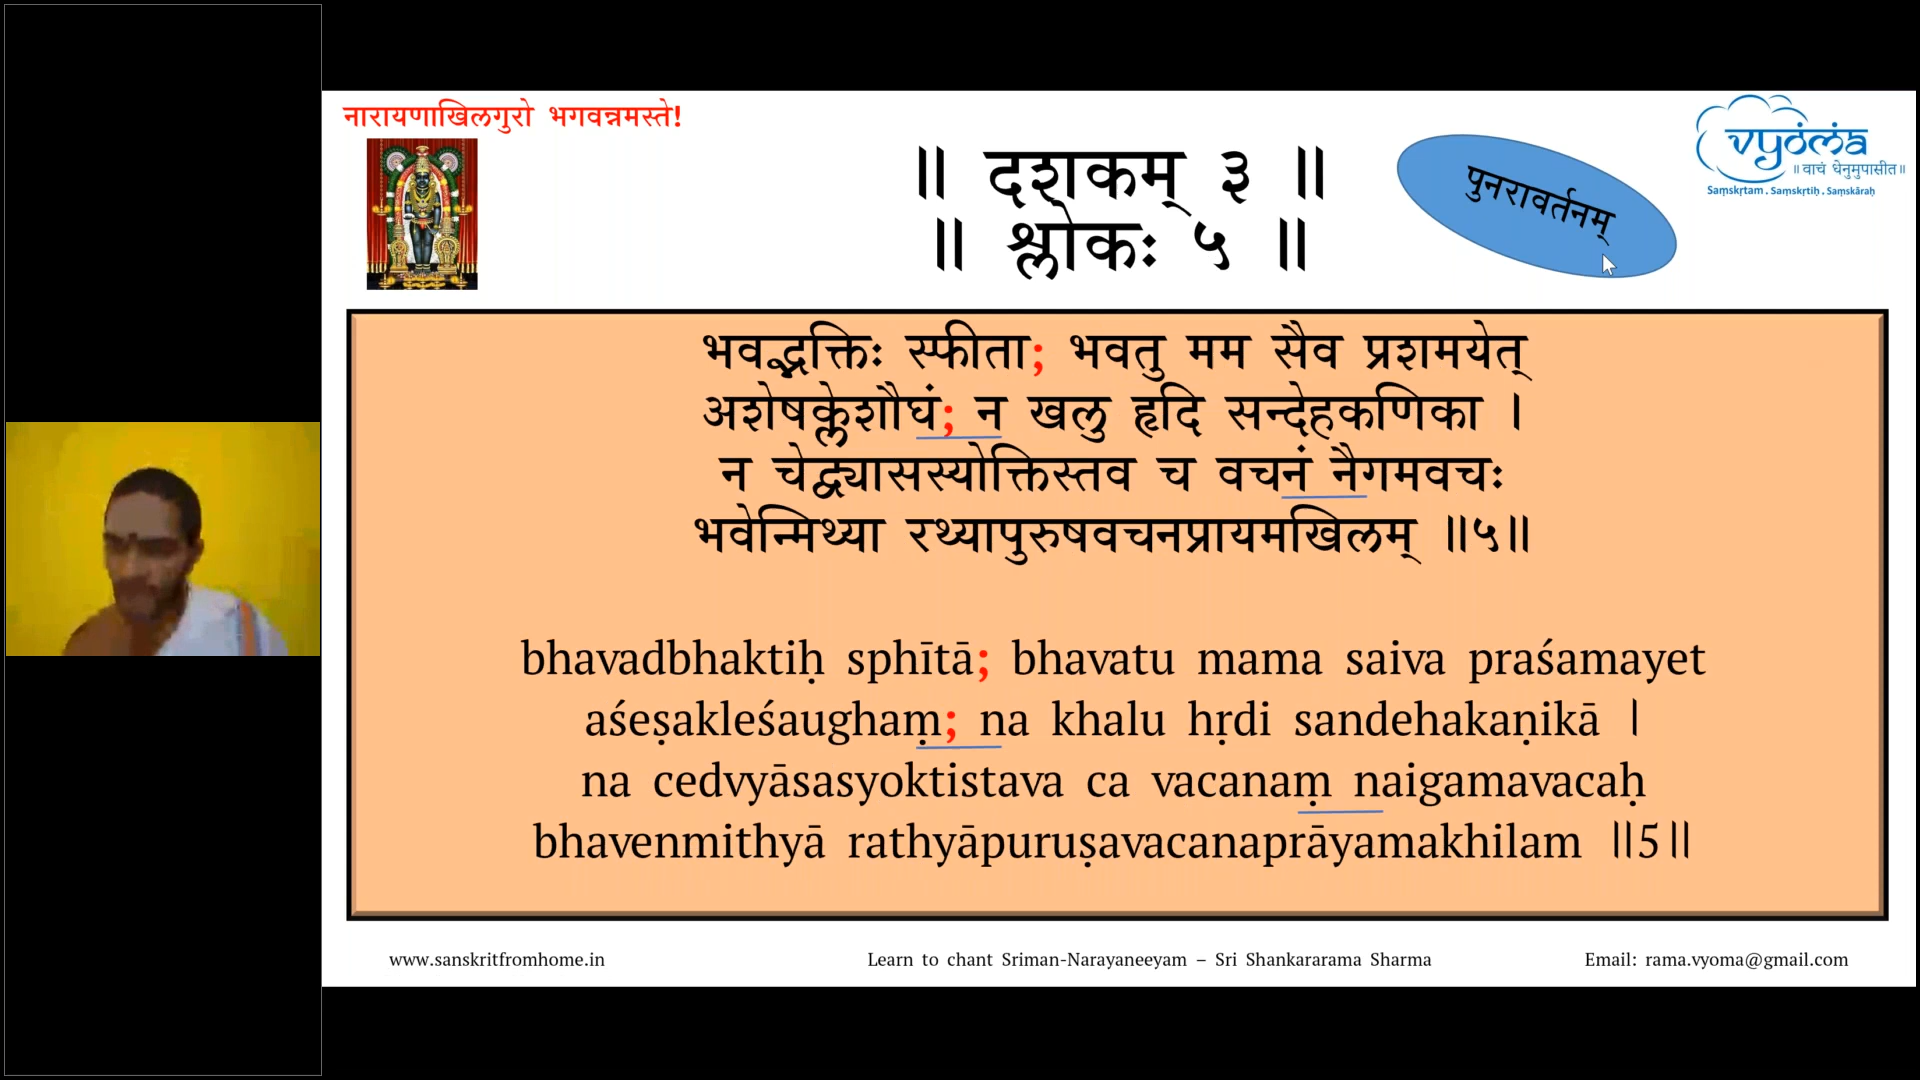 नारायणाखिलगुरो भगवन्नमस्ते!
॥ दशकम् ३ ॥
॥ श्लोकः ५ ॥
पुनरावर्तनम्
vyoma
॥ वाचं धेनुमुपासीत॥
Saṃskṛtam . Saṃskṛtiḥ . Saṃskāraḥ
भवद्भक्तिः स्फीता; भवतु मम सैव प्रशमयेत्
अशेषक्लेशौघं; न खलु हृदि सन्देहकणिका ।
न चेद्व्यासस्योक्तिस्तव च वचनं नैगमवचः
भवेन्मिथ्या रथ्यापुरुषवचनप्रायमखिलम् ॥५॥
bhavadbhaktiḥ sphītā; bhavatu mama saiva praśamayet
aśeṣakleśaughaṃ; na khalu hṛdi sandehakaṇikā |
na cedvyāsasyoktistava ca vacanaṃ naigamavacaḥ
bhavenmithyā rathyāpuruṣavacanaprāyamakhilam ॥5॥
www.sanskritfromhome.in
Learn to chant Sriman-Narayaneeyam – Sri Shankararama Sharma
Email: rama.vyoma@gmail.com